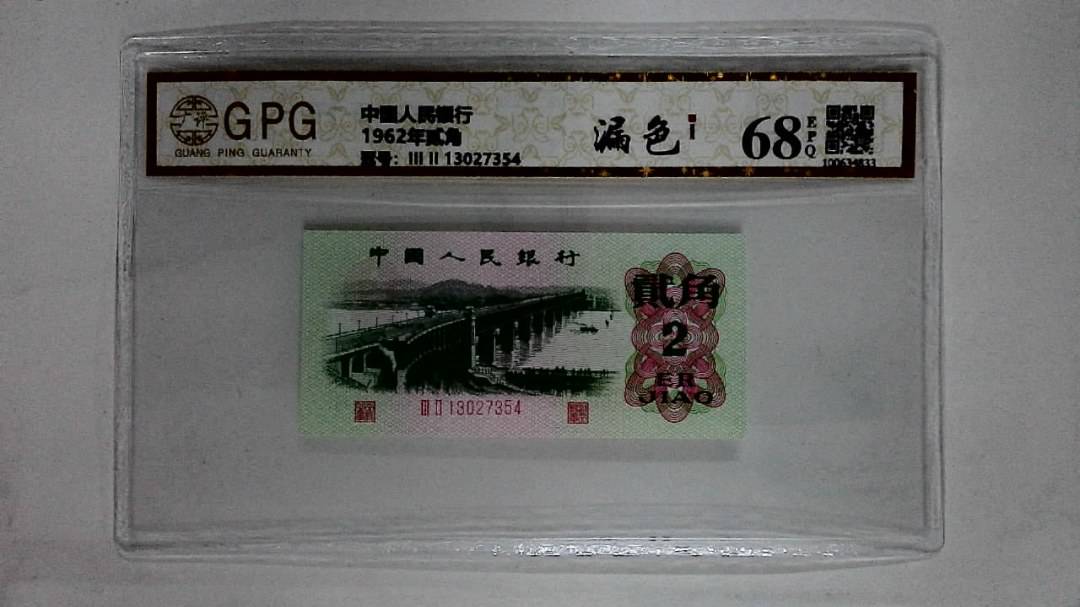 GPG
GUANG PING GUARANTY
中國人民銀行
1962年貳角
冠号: III II 13027354
漏色
68 EPQ
中國人民銀行
貳角
2
ER
JIAO
III II 13027354